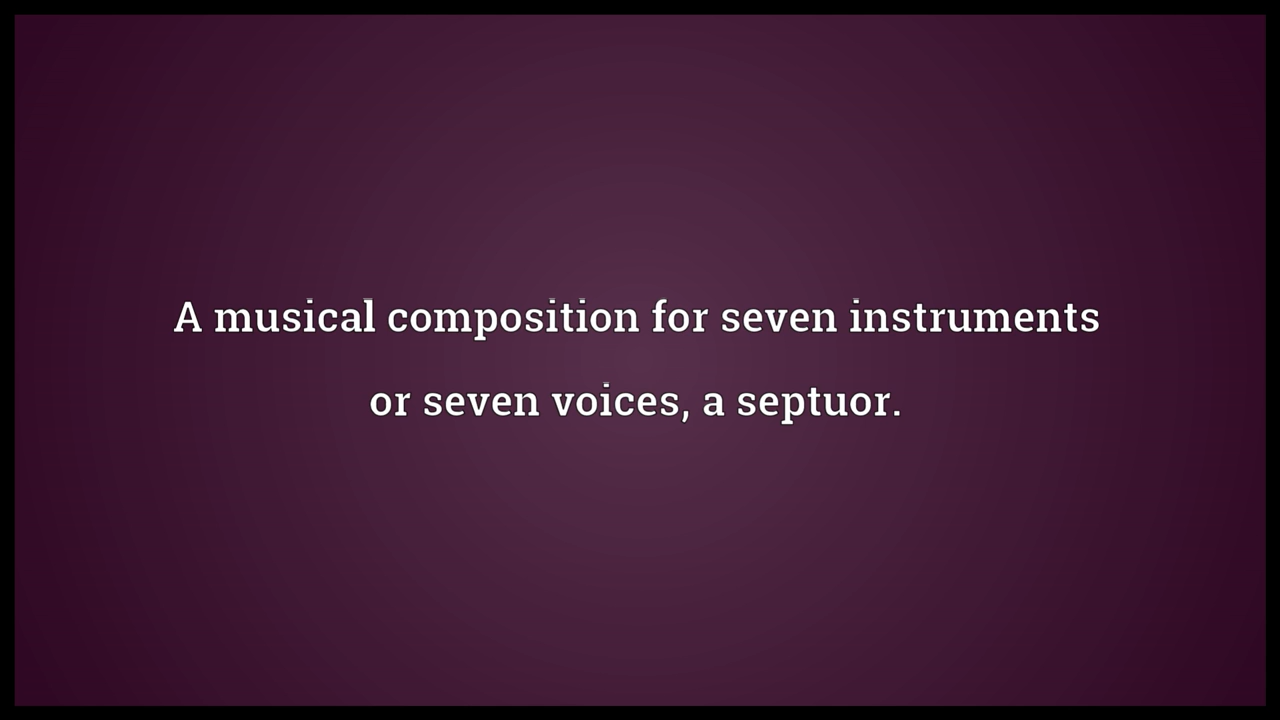 A musical composition for seven instruments
or seven voices, a septuor.